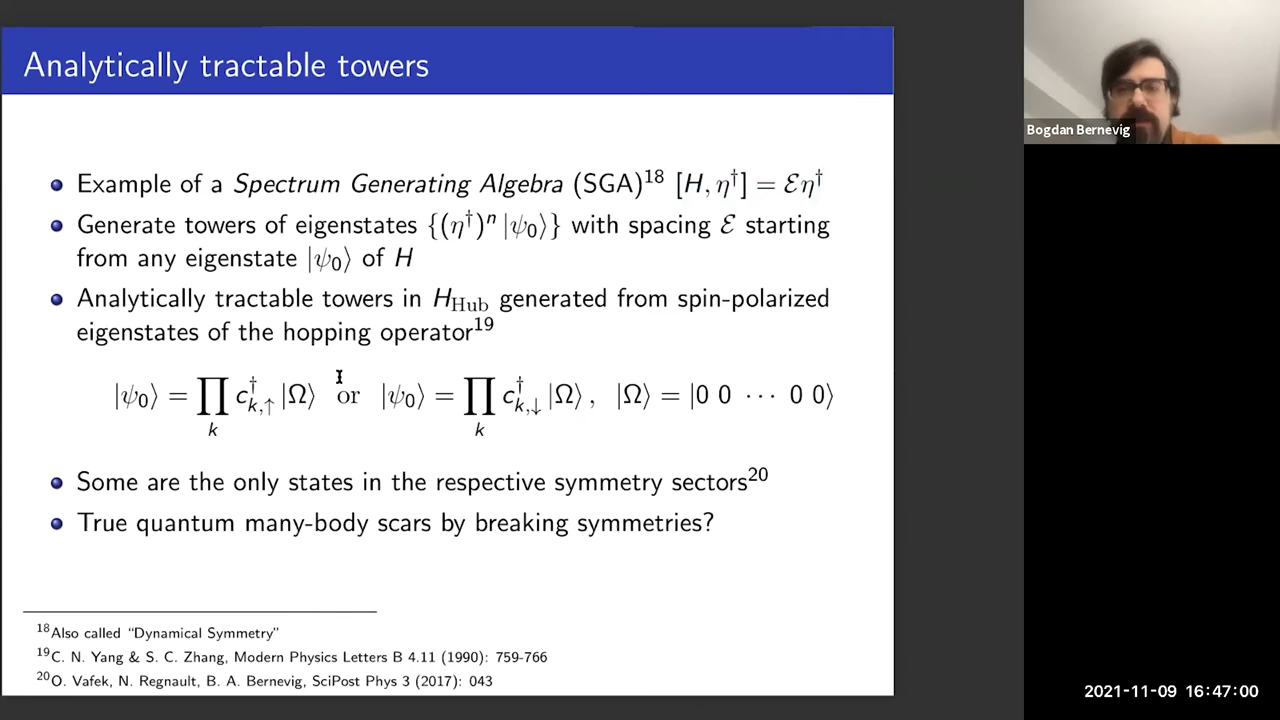 Analytically tractable towers
Bogdan Bernevig
Example of a Spectrum Generating Algebra (SGA)¹⁸ [H, η†] = ℰη†
Generate towers of eigenstates {(η†)ⁿ |ψ₀⟩} with spacing ℰ starting
from any eigenstate |ψ₀⟩ of H
Analytically tractable towers in H_Hub generated from spin-polarized
eigenstates of the hopping operator¹⁹
|ψ₀⟩ = ∏_k c†_{k,↑} |Ω⟩ or |ψ₀⟩ = ∏_k c†_{k,↓} |Ω⟩ , |Ω⟩ = |0 0 ⋯ 0 0⟩
Some are the only states in the respective symmetry sectors²⁰
True quantum many-body scars by breaking symmetries?
¹⁸Also called “Dynamical Symmetry”
¹⁹C. N. Yang & S. C. Zhang, Modern Physics Letters B 4.11 (1990): 759-766
²⁰O. Vafek, N. Regnault, B. A. Bernevig, SciPost Phys 3 (2017): 043
2021-11-09 16:47:00